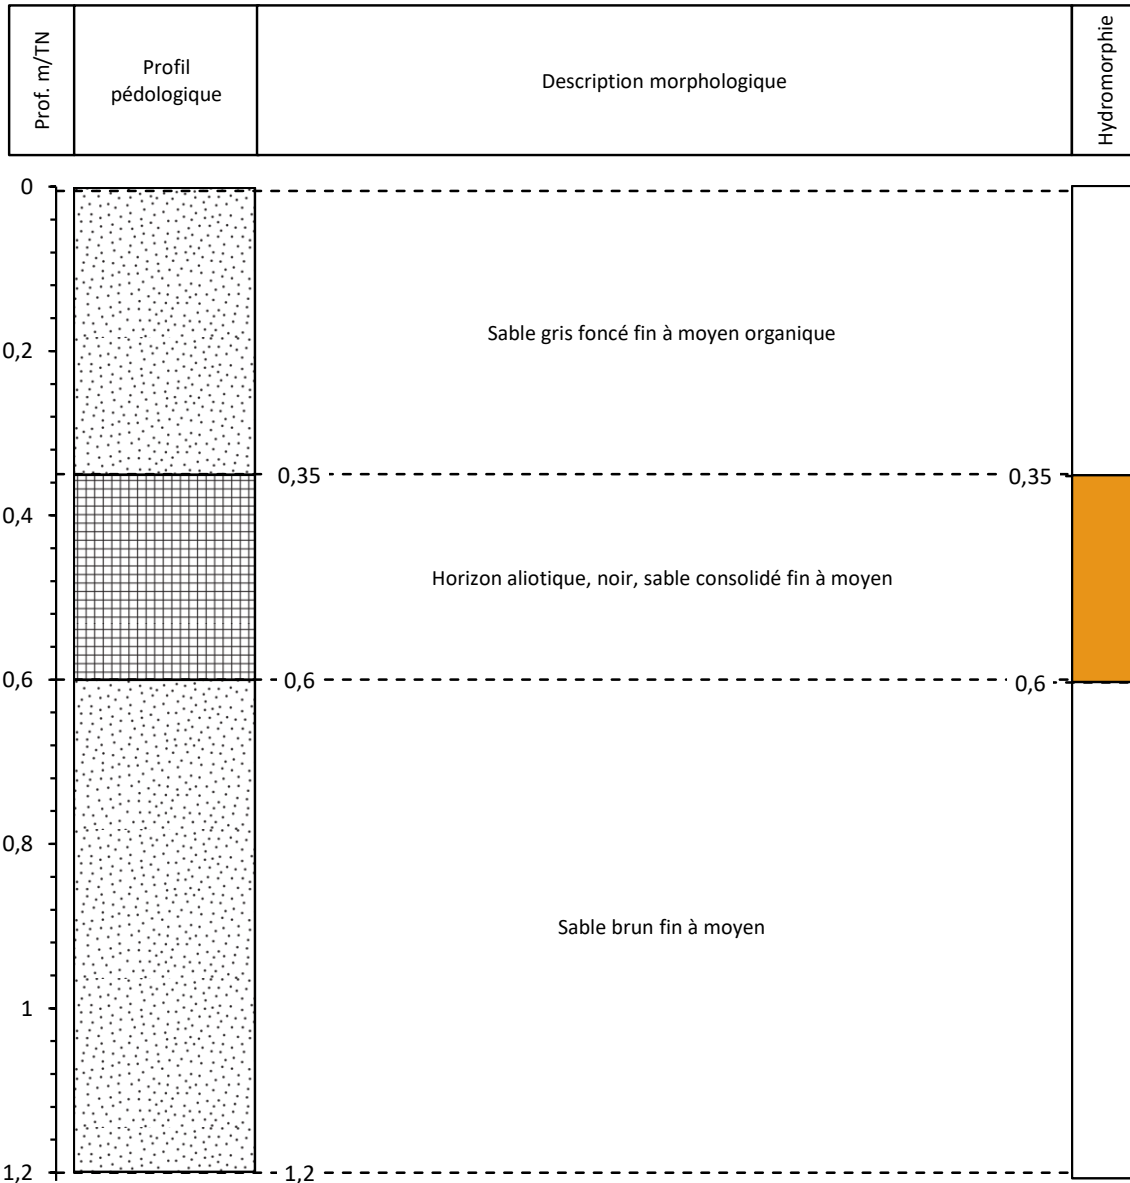 Prof. m/TN
Profil
pédologique
Description morphologique
Hydromorphie
0
Sable gris foncé fin à moyen organique
0,2
0,35
0,35
0,4
Horizon aliotique, noir, sable consolidé fin à moyen
0,6
0,6
0,6
0,8
Sable brun fin à moyen
1
1,2
1,2